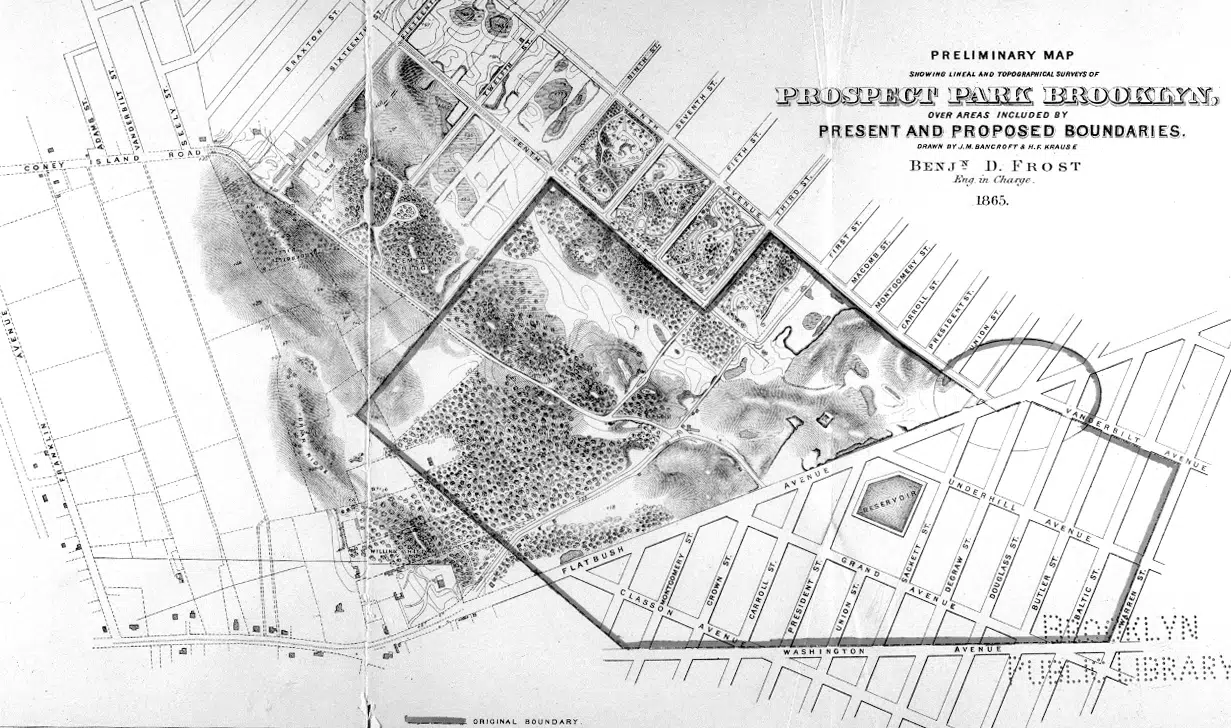 PRELIMINARY MAP
SHOWING LINEAL AND TOPOGRAPHICAL SURVEYS OF
PROSPECT PARK BROOKLYN,
OVER AREAS INCLUDED BY
PRESENT AND PROPOSED BOUNDARIES.
DRAWN BY J.M. BANCROFT & H.F. KRAUSE
BENJN D. FROST
Eng. in Charge.
1865.
BRAXTON ST.
SIXTEENTH ST.
FIFTEENTH
TWELFTH ST.
TENTH
NINTH ST.
SEVENTH ST.
FIFTH ST.
THIRD ST.
AVENUE
FIRST ST.
MACOMB ST.
MONTGOMERY ST.
CARROLL ST.
PRESIDENT ST.
UNION ST.
ADAMS ST.
VANDERBILT ST.
SEELY ST.
CONEY ISLAND ROAD
AVENUE
FRANKLIN
VANDERBILT AVENUE
FLATBUSH AVENUE
RESERVOIR
UNDERHILL AVENUE
GRAND AVENUE
CLASSON AVENUE
WASHINGTON AVENUE
MONTGOMERY ST.
CROWN ST.
CARROLL ST.
PRESIDENT ST.
UNION ST.
SACKETT ST.
DEGRAW ST.
DOUGLASS ST.
BUTLER ST.
BALTIC ST.
WARREN ST.
BROOKLYN
PUBLIC LIBRARY
ORIGINAL BOUNDARY.